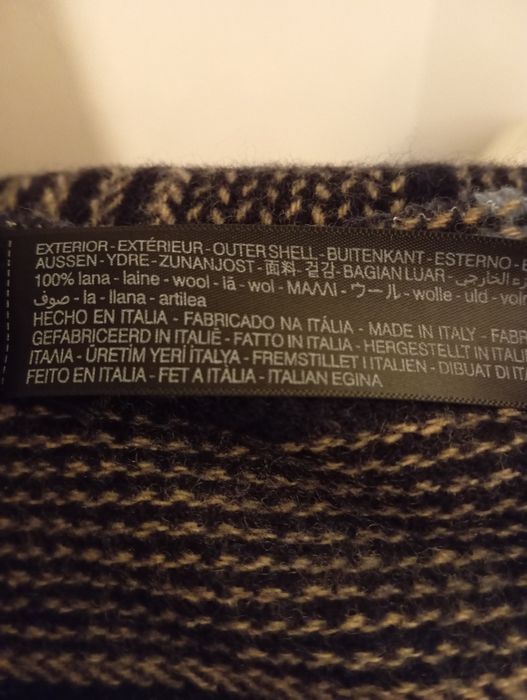 EXTERIOR - EXTÉRIEUR - OUTER SHELL - BUITENKANT - ESTERNO -
AUSSEN - YDRE - ZUNANJOST - 面料 - 겉감 - BAGIAN LUAR - الخارجي
100% lana - laine - wool - lã - wol - ΜΑΛΛΙ - ウール - wolle - uld -
صوف - la - llana - artilea
HECHO EN ITALIA - FABRICADO NA ITÁLIA - MADE IN ITALY -
GEFABRICEERD IN ITALIË - FATTO IN ITALIA - HERGESTELLT IN
ΙΤΑΛΙΑ - ÜRETİM YERİ İTALYA - FREMSTILLET I ITALIEN - DIBUAT DI
FEITO EN ITALIA - FET A ITÀLIA - ITALIAN EGINA